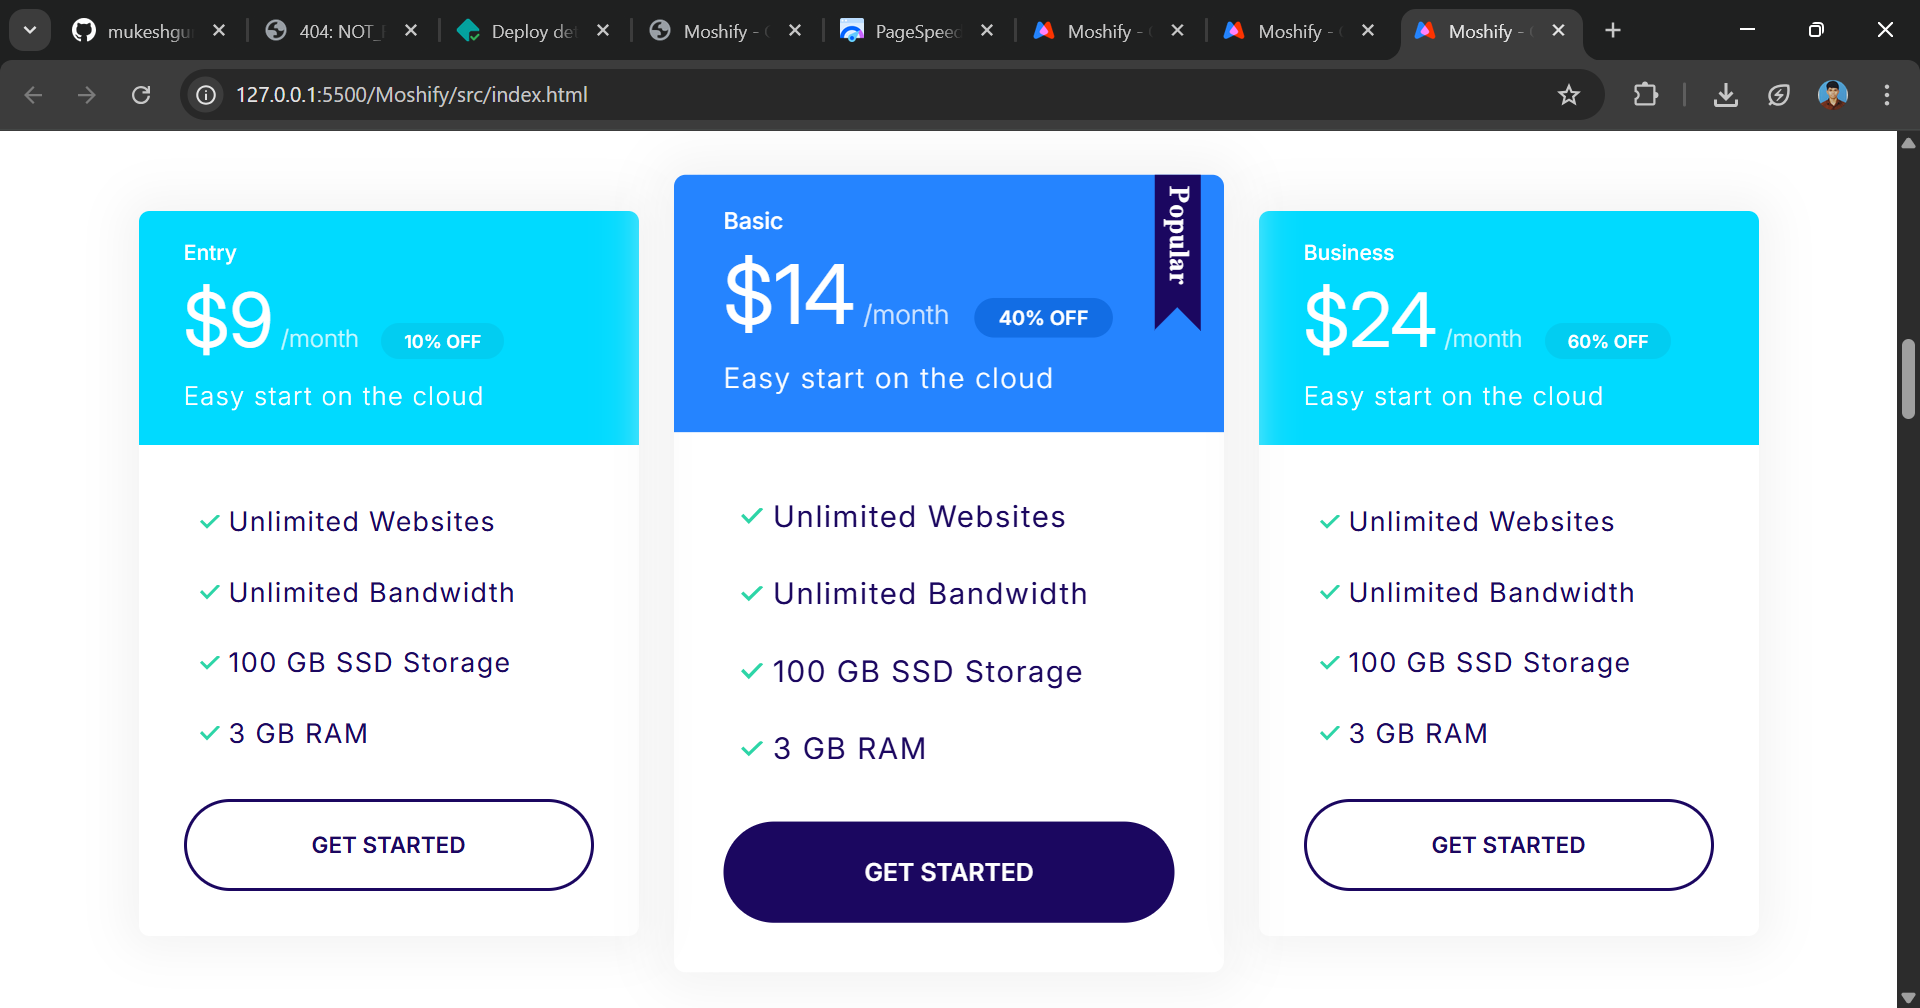 mukeshgu
404: NOT_
Deploy det
Moshify -
PageSpeed
Moshify -
Moshify -
Moshify -
127.0.0.1:5500/Moshify/src/index.html
Entry
$9 /month 10% OFF
Easy start on the cloud
Unlimited Websites
Unlimited Bandwidth
100 GB SSD Storage
3 GB RAM
GET STARTED
Popular
Basic
$14 /month 40% OFF
Easy start on the cloud
Unlimited Websites
Unlimited Bandwidth
100 GB SSD Storage
3 GB RAM
GET STARTED
Business
$24 /month 60% OFF
Easy start on the cloud
Unlimited Websites
Unlimited Bandwidth
100 GB SSD Storage
3 GB RAM
GET STARTED